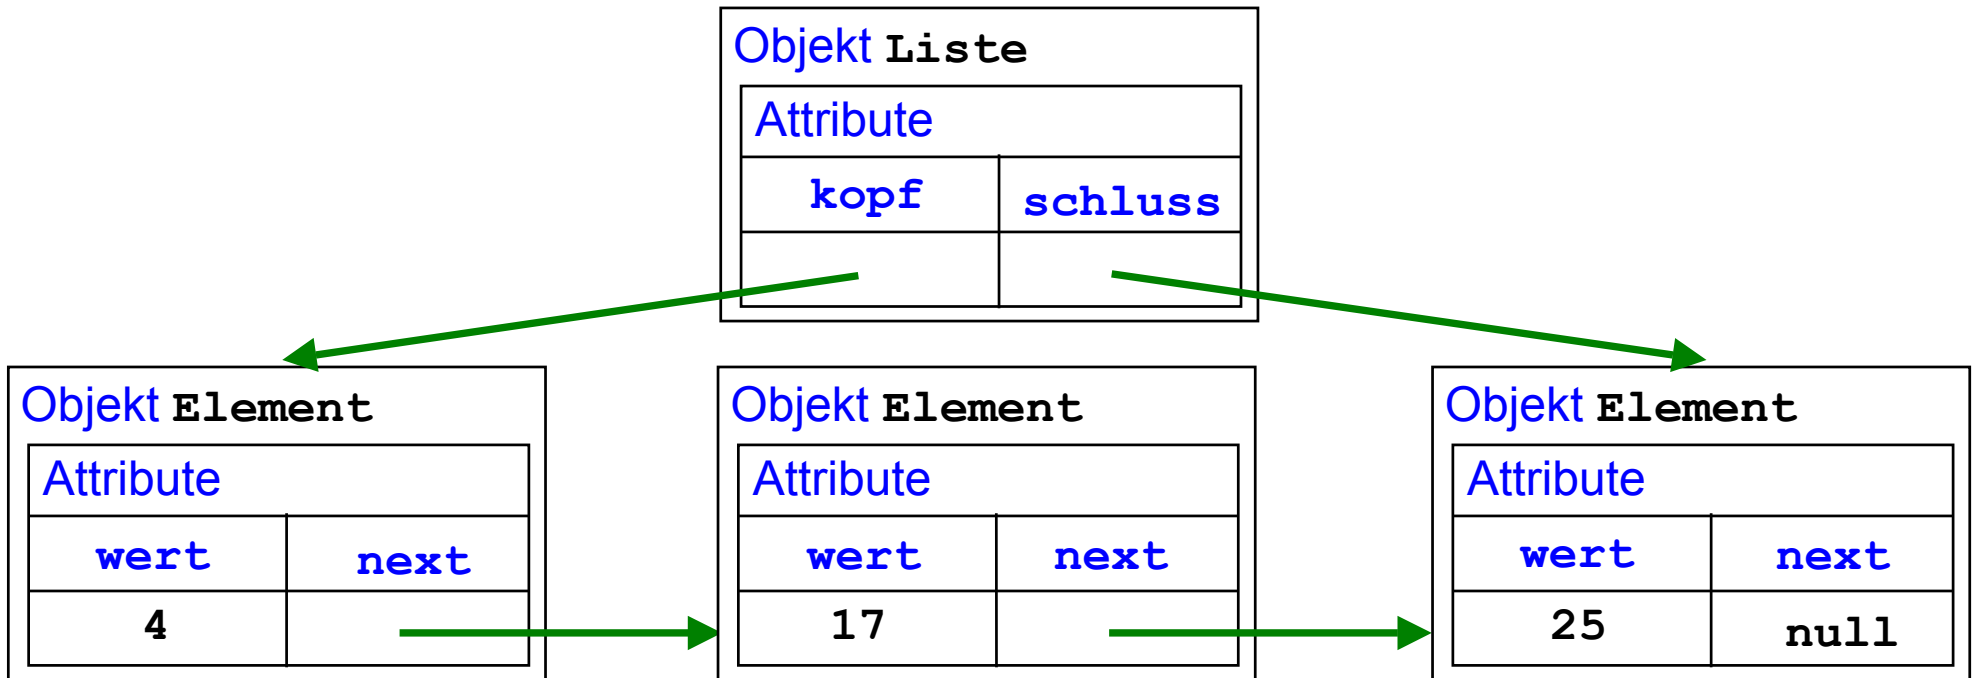 Objekt Liste
Attribute
kopf schluss
Objekt Element
Attribute
wert next
4
Objekt Element
Attribute
wert next
17
Objekt Element
Attribute
wert next
25 null